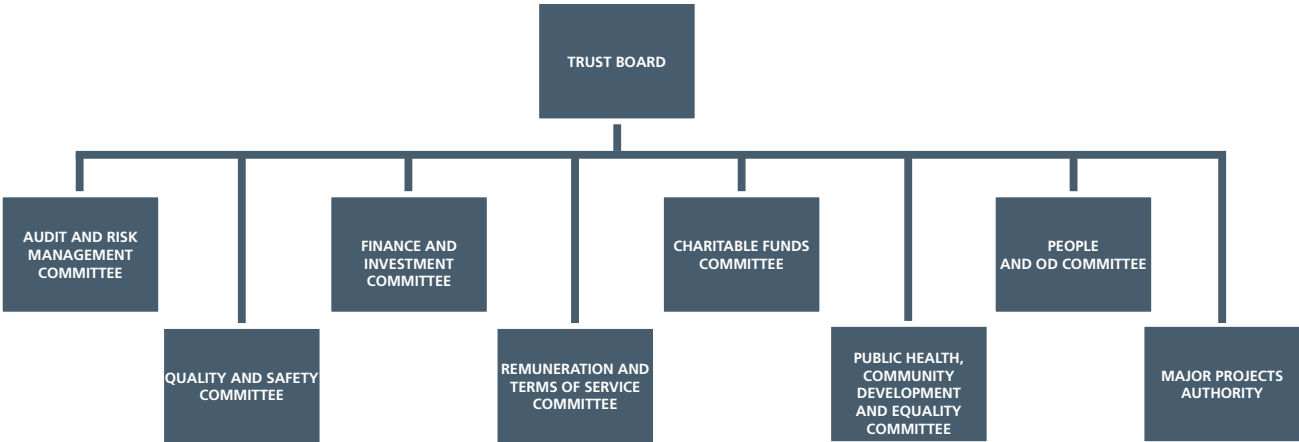 TRUST BOARD
AUDIT AND RISK
MANAGEMENT
COMMITTEE
FINANCE AND
INVESTMENT
COMMITTEE
CHARITABLE FUNDS
COMMITTEE
PEOPLE
AND OD COMMITTEE
QUALITY AND SAFETY
COMMITTEE
REMUNERATION AND
TERMS OF SERVICE
COMMITTEE
PUBLIC HEALTH,
COMMUNITY
DEVELOPMENT
AND EQUALITY
COMMITTEE
MAJOR PROJECTS
AUTHORITY